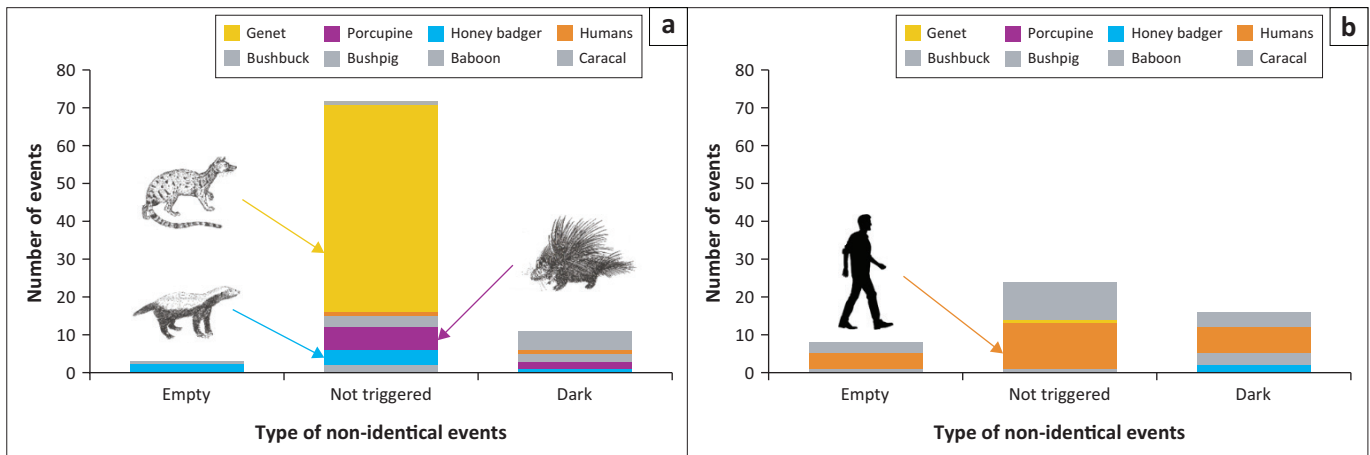 a
Genet Porcupine Honey badger Humans
Bushbuck Bushpig Baboon Caracal
80
70
60
50
40
30
20
10
0
Number of events
Empty Not triggered Dark
Type of non-identical events
b
Genet Porcupine Honey badger Humans
Bushbuck Bushpig Baboon Caracal
80
70
60
50
40
30
20
10
0
Number of events
Empty Not triggered Dark
Type of non-identical events